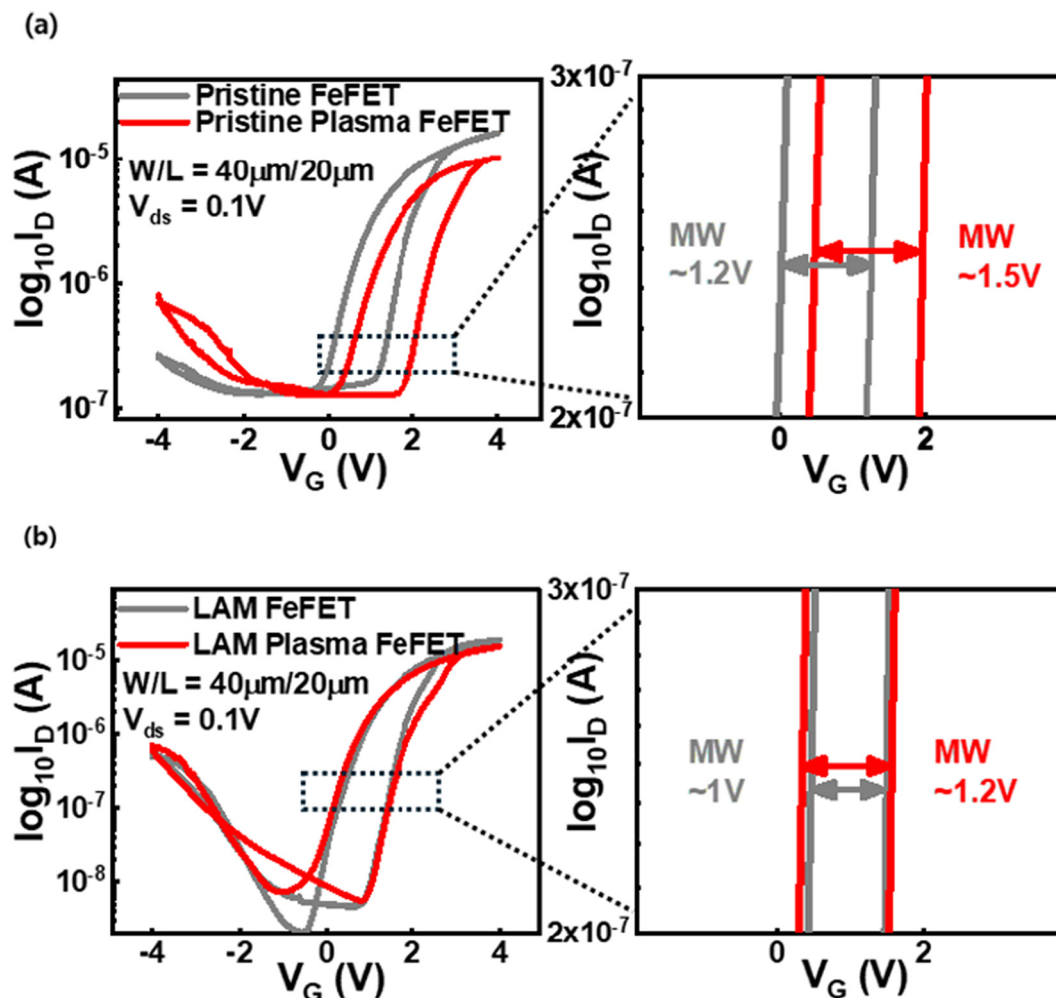 (a)
Pristine FeFET
Pristine Plasma FeFET
W/L = 40μm/20μm
V_ds = 0.1V
log₁₀I_D (A)
10⁻⁵
10⁻⁶
10⁻⁷
-4 -2 0 2 4
V_G (V)
3x10⁻⁷
log₁₀I_D (A)
2x10⁻⁷
MW
~1.2V
MW
~1.5V
0 2
V_G (V)
(b)
LAM FeFET
LAM Plasma FeFET
W/L = 40μm/20μm
V_ds = 0.1V
log₁₀I_D (A)
10⁻⁵
10⁻⁶
10⁻⁷
10⁻⁸
-4 -2 0 2 4
V_G (V)
3x10⁻⁷
log₁₀I_D (A)
2x10⁻⁷
MW
~1V
MW
~1.2V
0 2
V_G (V)